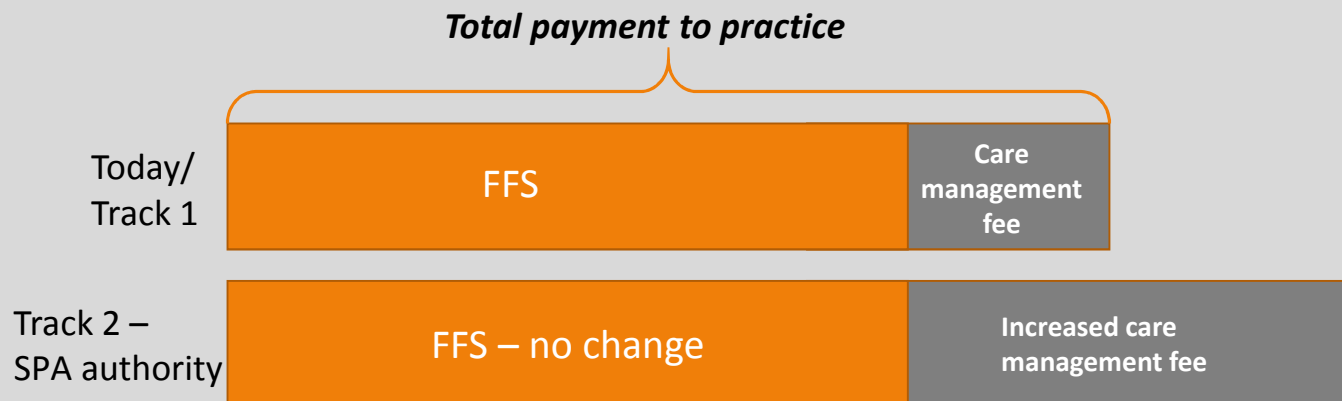 Total payment to practice
Today/
Track 1
FFS
Care
management
fee
Track 2 –
SPA authority
FFS – no change
Increased care
management fee